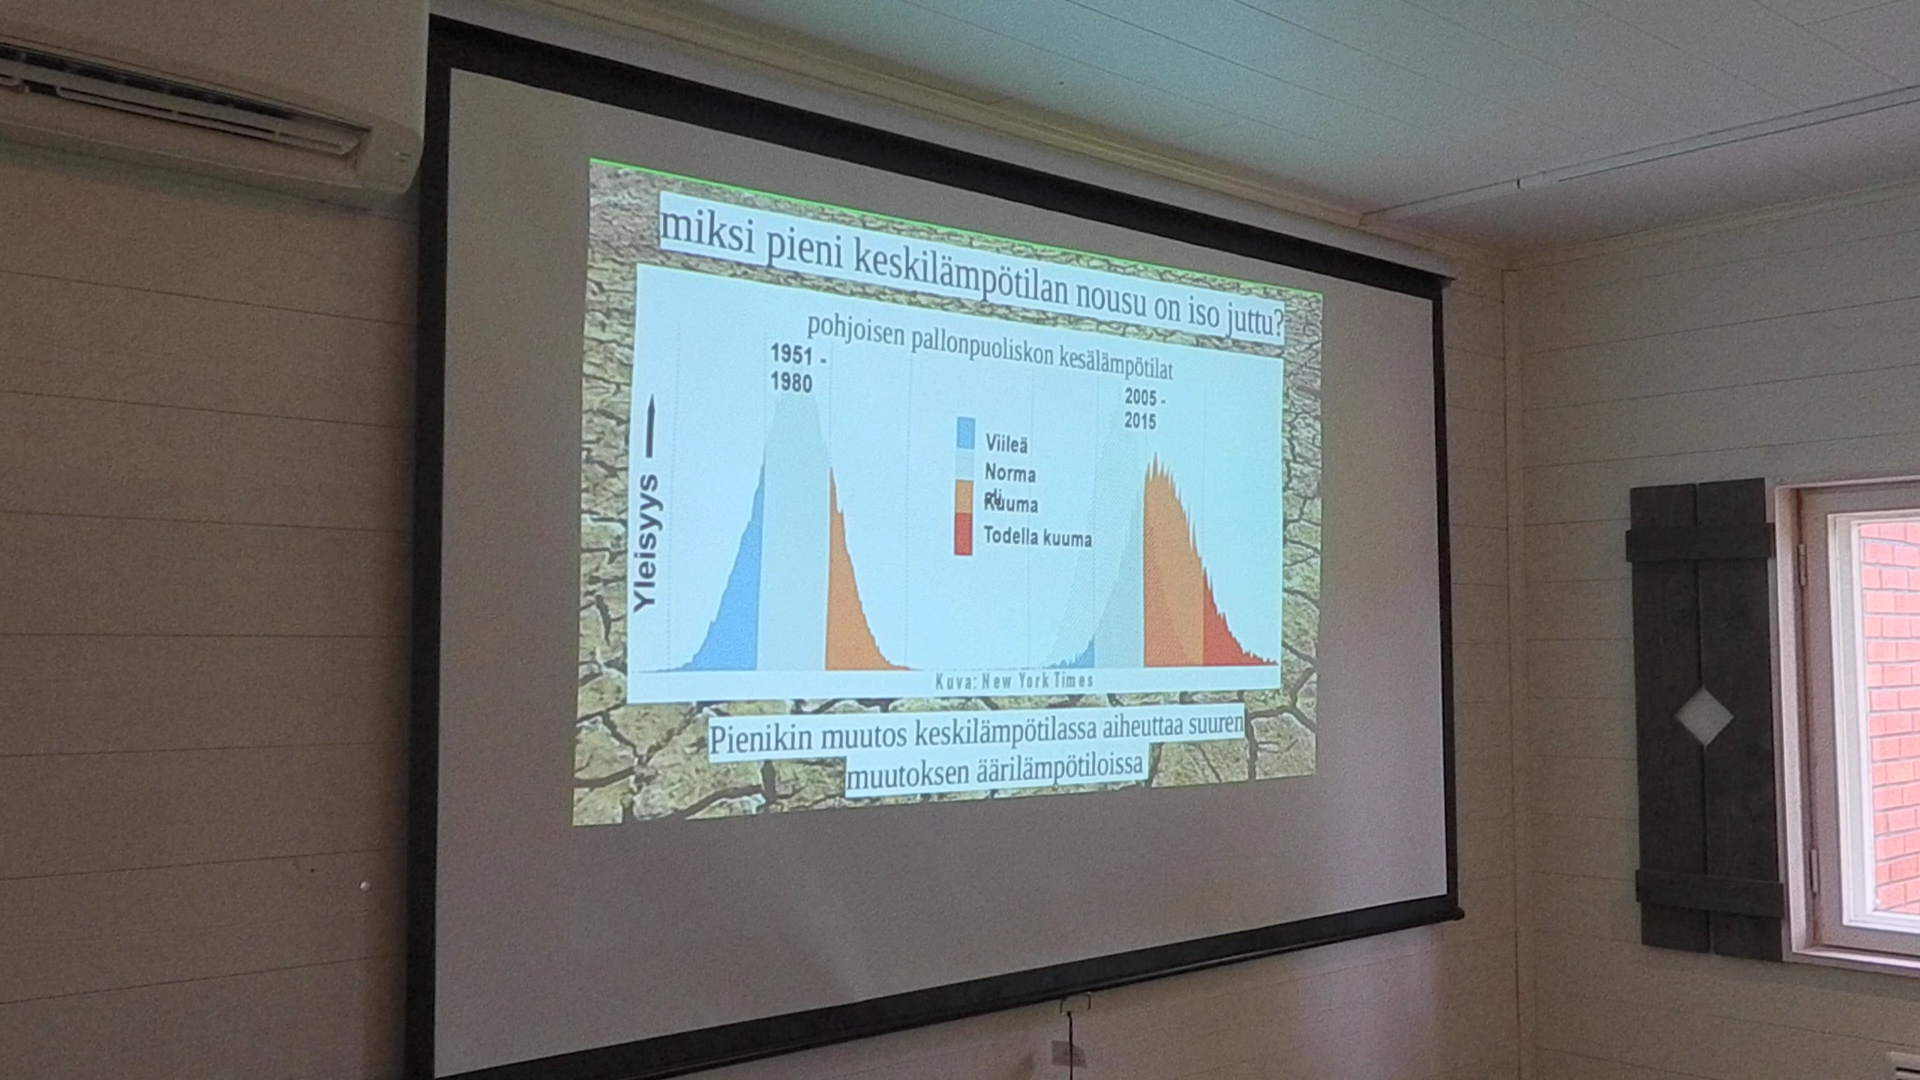 miksi pieni keskilämpötilan nousu on iso juttu?
pohjoisen pallonpuoliskon kesälämpötilat
1951 -
1980
2005 -
2015
Yleisyys
Viileä
Norma
ali
Kuuma
Todella kuuma
Kuva: New York Times
Pienikin muutos keskilämpötilassa aiheuttaa suuren
muutoksen äärilämpötiloissa